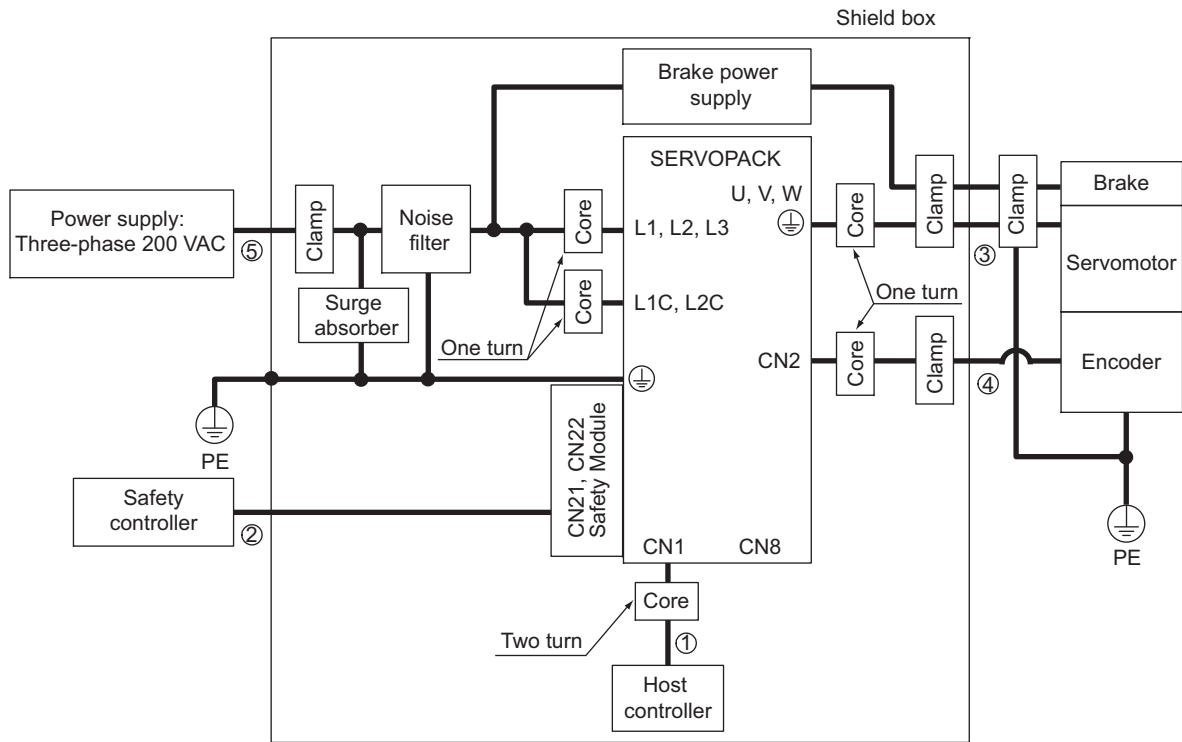 Shield box
Brake power
supply
SERVOPACK
U, V, W
Core
Clamp
Clamp
Brake
Power supply:
Three-phase 200 VAC
⑤
Clamp
Noise
filter
Core
L1, L2, L3
③
Servomotor
Surge
absorber
Core
L1C, L2C
One turn
One turn
CN2
Core
Clamp
④
Encoder
PE
CN21, CN22
Safety Module
Safety
controller
②
PE
CN1
CN8
Core
Two turn
①
Host
controller